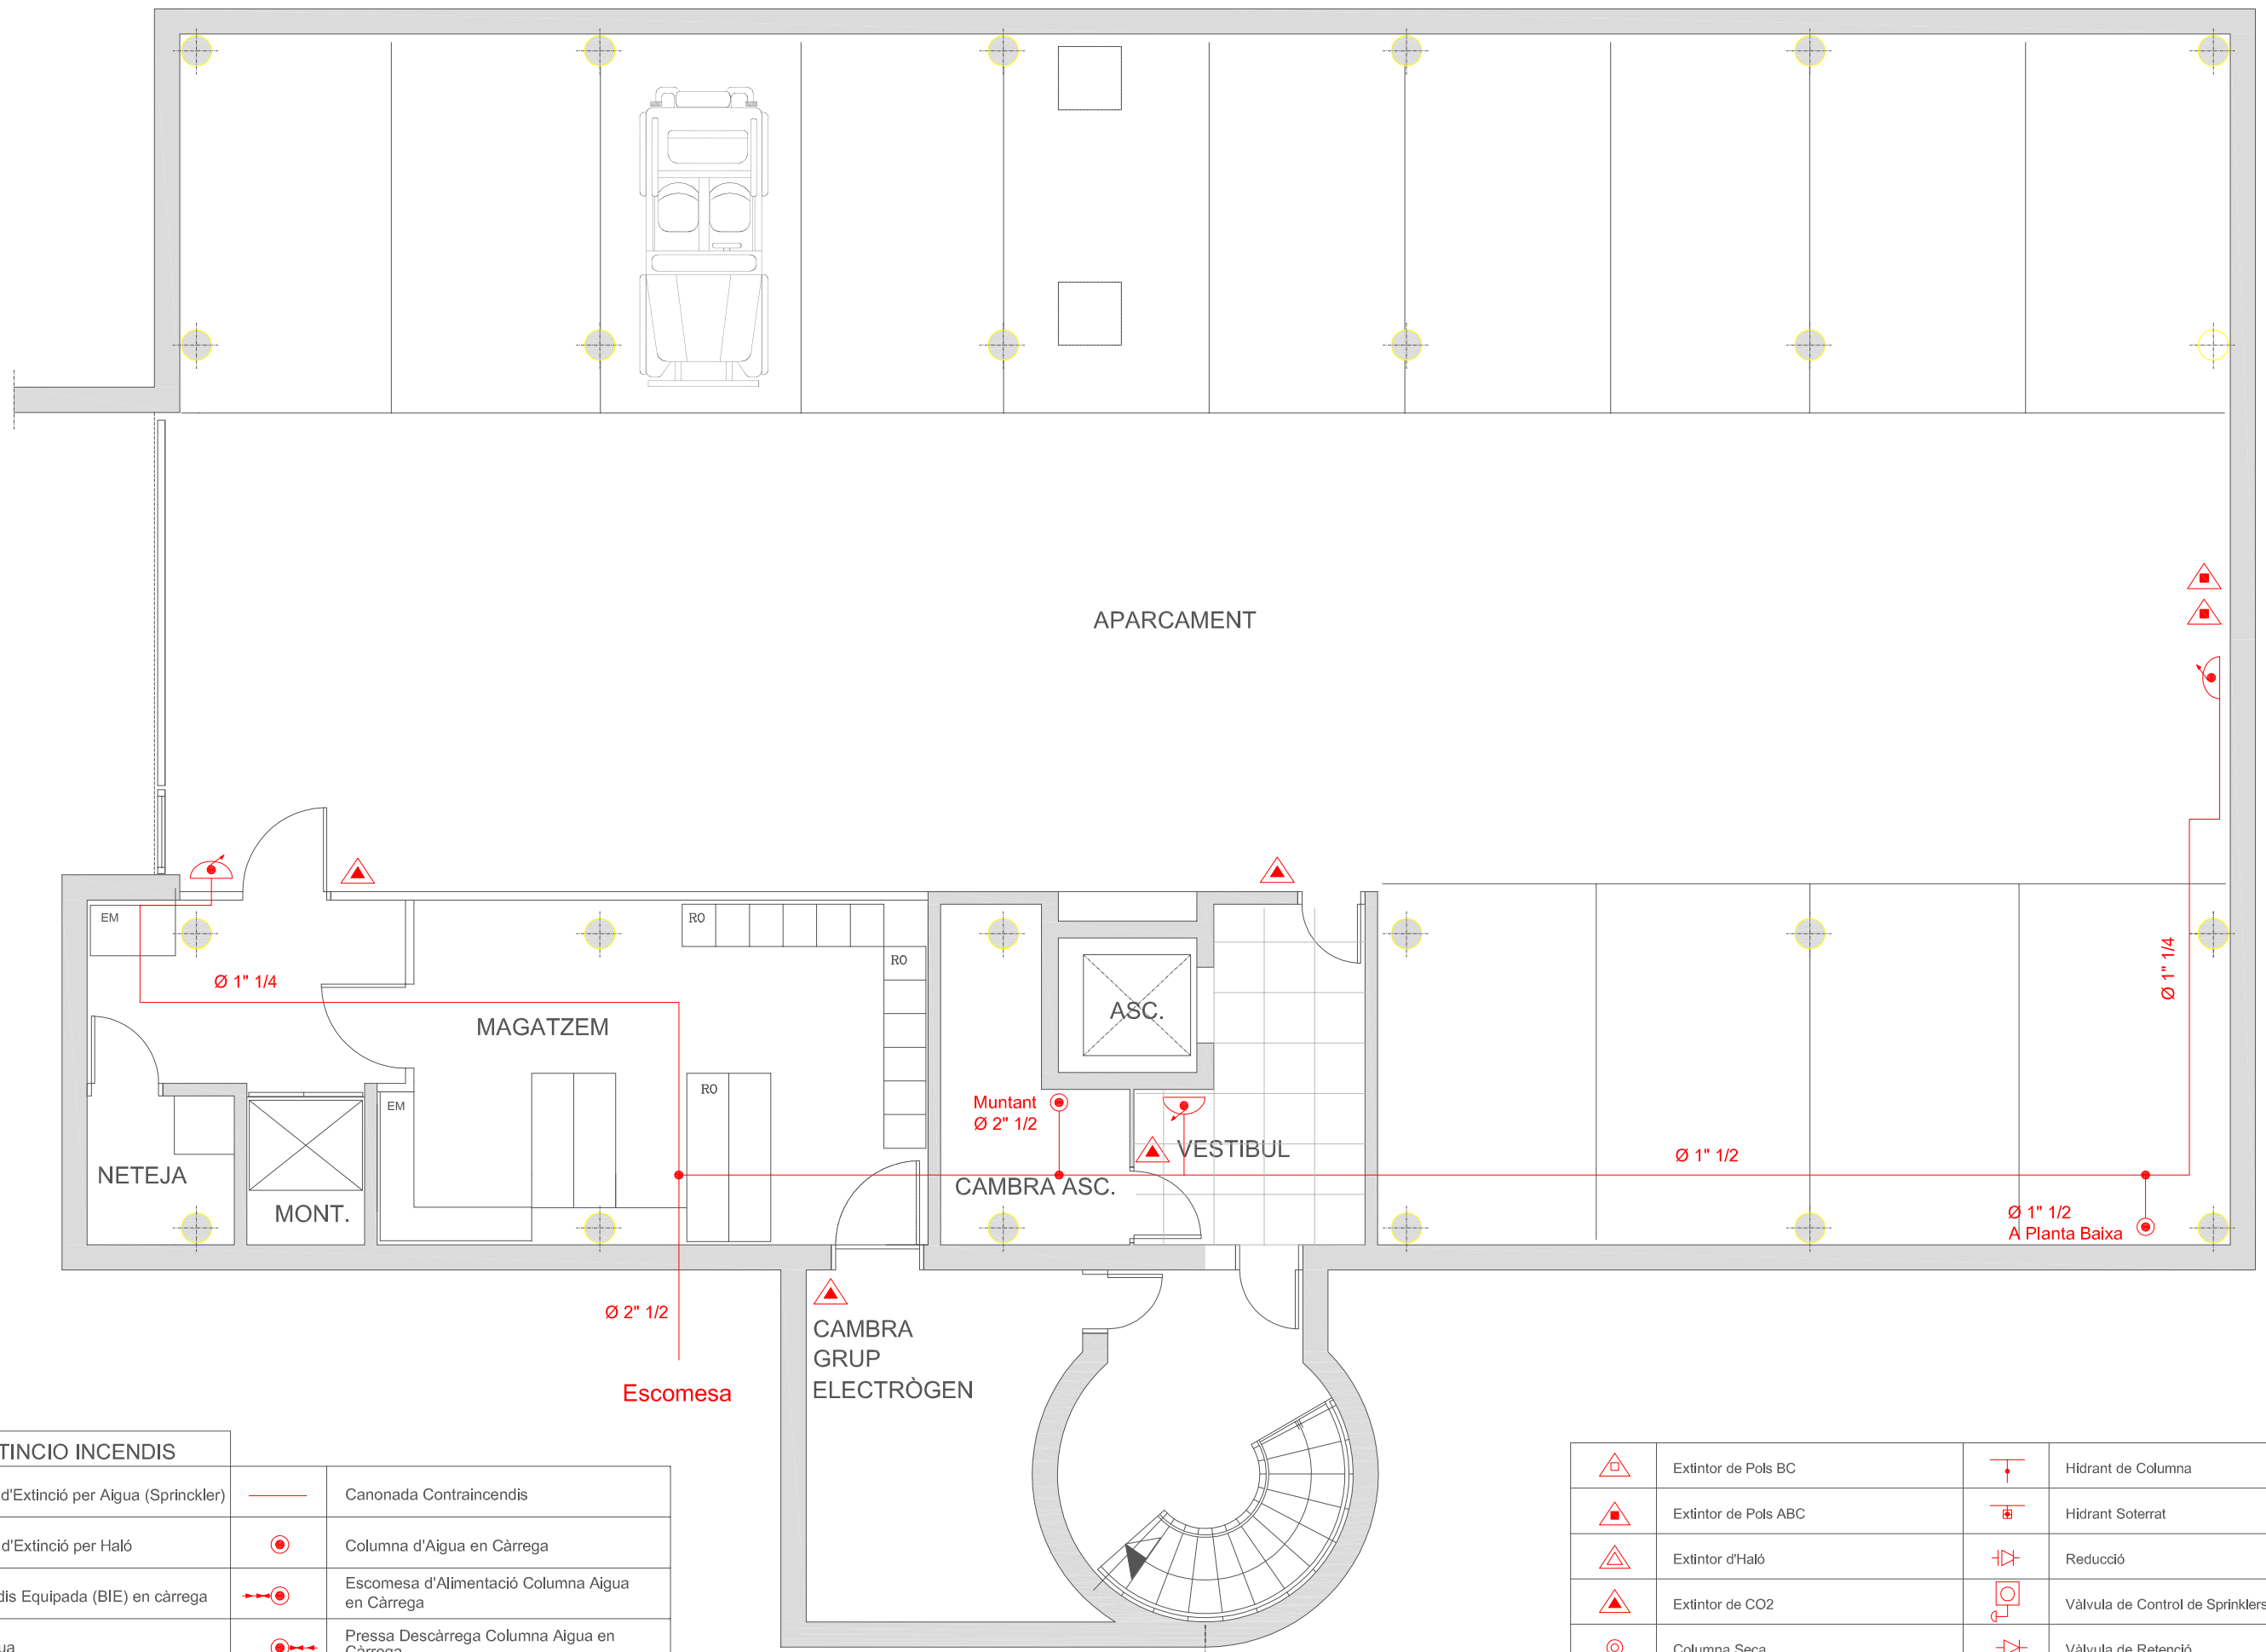 APARCAMENT
EM
Ø 1" 1/4
MAGATZEM
RO
RO
RO
EM
NETEJA
MONT.
ASC.
Muntant
Ø 2" 1/2
VESTIBUL
CAMBRA ASC.
Ø 1" 1/2
Ø 1" 1/4
Ø 1" 1/2
A Planta Baixa
Ø 2" 1/2
Escomesa
CAMBRA
GRUP
ELECTRÒGEN
TINCIO INCENDIS
d'Extinció per Aigua (Sprinckler)
Canonada Contraincendis
d'Extinció per Haló
Columna d'Aigua en Càrrega
dis Equipada (BIE) en càrrega
Escomesa d'Alimentació Columna Aigua
en Càrrega
ua
Pressa Descàrrega Columna Aigua en
Càrrega
Extintor de Pols BC
Hidrant de Columna
Extintor de Pols ABC
Hidrant Soterrat
Extintor d'Haló
Reducció
Extintor de CO2
Vàlvula de Control de Sprinklers
Columna Seca
Vàlvula de Retenció